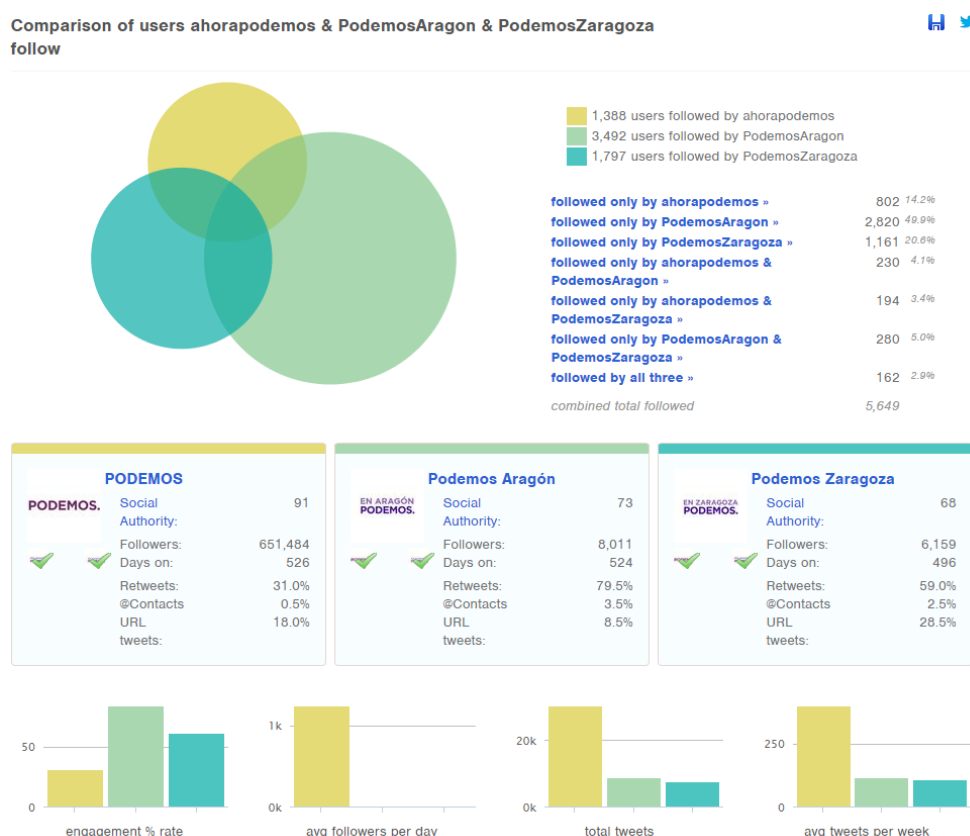 Comparison of users ahorapodemos & PodemosAragon & PodemosZaragoza
follow
1,388 users followed by ahorapodemos
3,492 users followed by PodemosAragon
1,797 users followed by PodemosZaragoza
followed only by ahorapodemos » 802 14.2%
followed only by PodemosAragon » 2,820 49.9%
followed only by PodemosZaragoza » 1,161 20.6%
followed only by ahorapodemos & 230 4.1%
PodemosAragon »
followed only by ahorapodemos & 194 3.4%
PodemosZaragoza »
followed only by PodemosAragon & 280 5.0%
PodemosZaragoza »
followed by all three » 162 2.9%
combined total followed 5,649
PODEMOS
PODEMOS.
Social 91
Authority:
Followers: 651,484
Days on: 526
Retweets: 31.0%
@Contacts 0.5%
URL 18.0%
tweets:
Podemos Aragón
EN ARAGÓN
PODEMOS.
Social 73
Authority:
Followers: 8,011
Days on: 524
Retweets: 79.5%
@Contacts 3.5%
URL 8.5%
tweets:
Podemos Zaragoza
EN ZARAGOZA
PODEMOS.
Social 68
Authority:
Followers: 6,159
Days on: 496
Retweets: 59.0%
@Contacts 2.5%
URL 28.5%
tweets:
50
0
engagement % rate
1k
0k
avg followers per day
20k
0k
total tweets
250
0
avg tweets per week